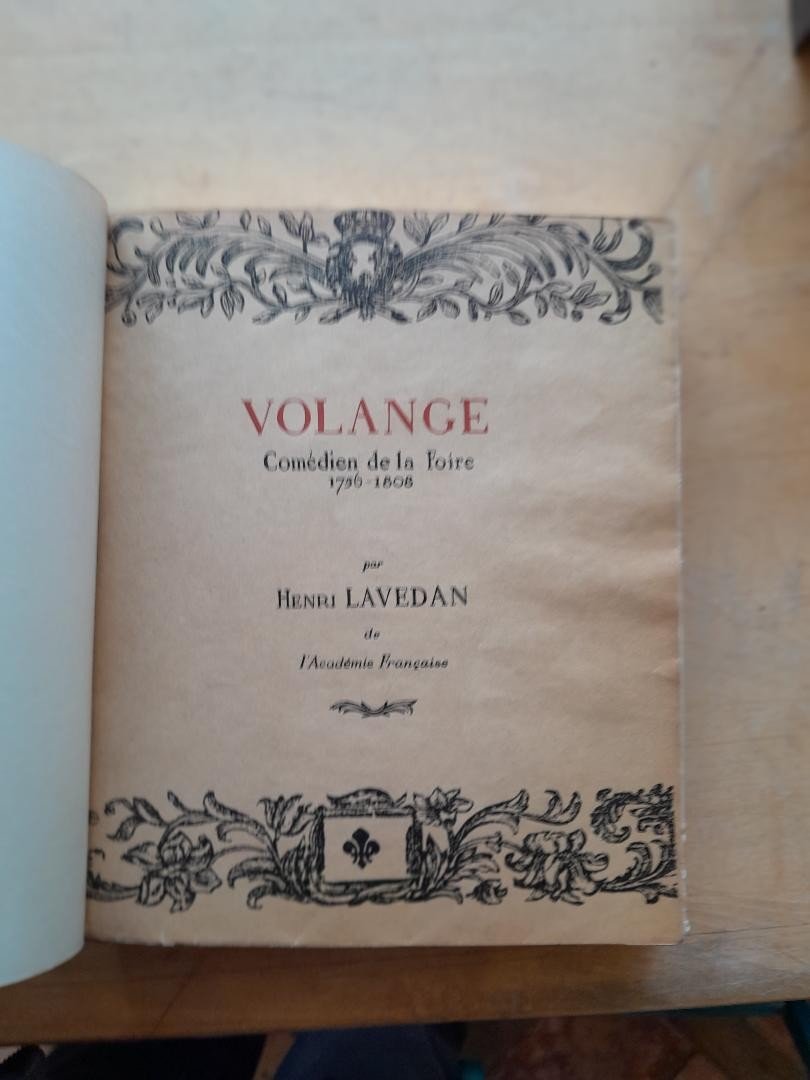 VOLANGE
Comédien de la Foire
1756-1808
par
HENRI LAVEDAN
de
l'Académie Française